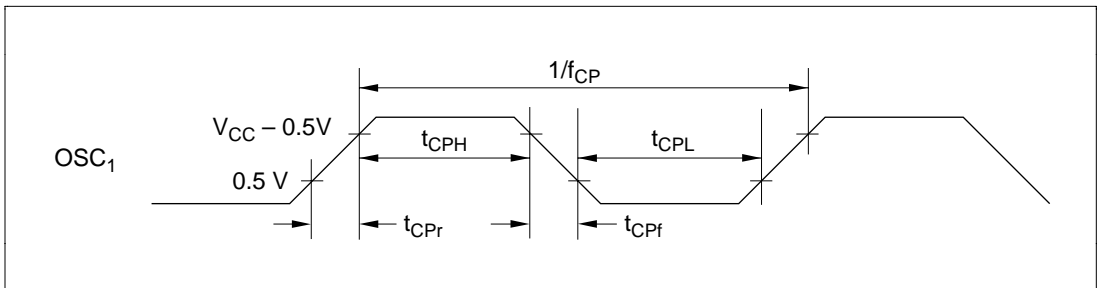 1/fCP
VCC – 0.5V
tCPH
tCPL
OSC1
0.5 V
tCPr
tCPf